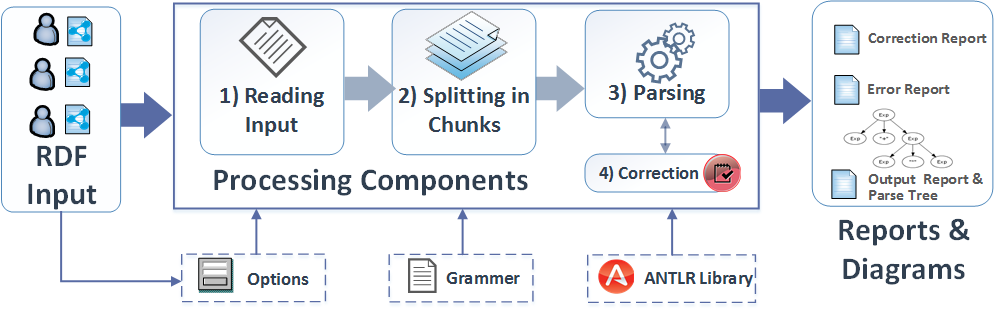 RDF
Input
1) Reading
Input
2) Splitting in
Chunks
3) Parsing
4) Correction
Processing Components
Options
Grammer
ANTLR Library
Correction Report
Error Report
Exp
Exp
"+"
Exp
Exp
Exp
Output Report &
Parse Tree
Reports &
Diagrams